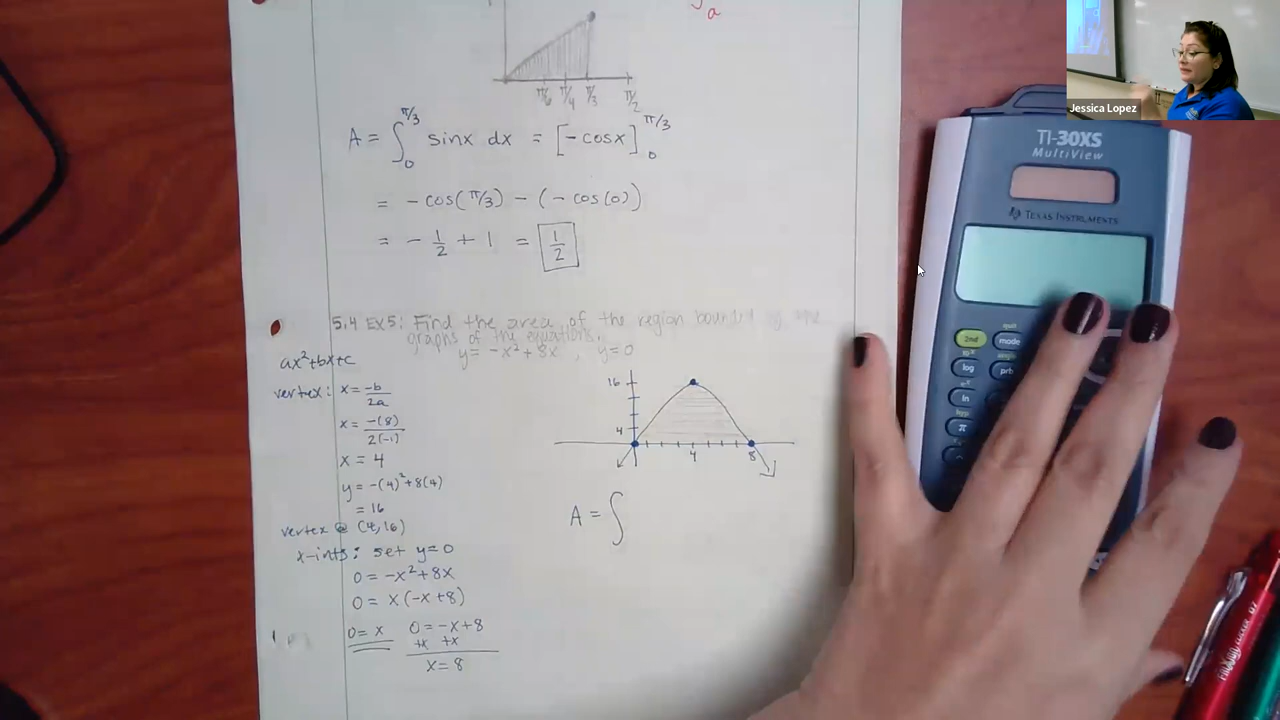 a
π/6 π/4 π/3 π/2
A = ∫₀^π/3 sinx dx = [-cosx]₀^π/3
= -cos(π/3) - (-cos(0))
= -1/2 + 1 = 1/2
5.4 EX5: Find the area of the region bounded by the
graphs of the equations.
y = -x² + 8x , y=0
ax²+bx+c
vertex: x = -b/2a
x = -(8)/2(-1)
x = 4
y = -(4)²+8(4)
= 16
vertex @ (4,16)
x-ints: set y=0
0 = -x²+8x
0 = x(-x+8)
0=x 0=-x+8
+x +x
x=8
16
4
4 8
A = ∫
Jessica Lopez
TI-30XS
MultiView
TEXAS INSTRUMENTS
quit
2nd mode
log prb
ln
hyp
π